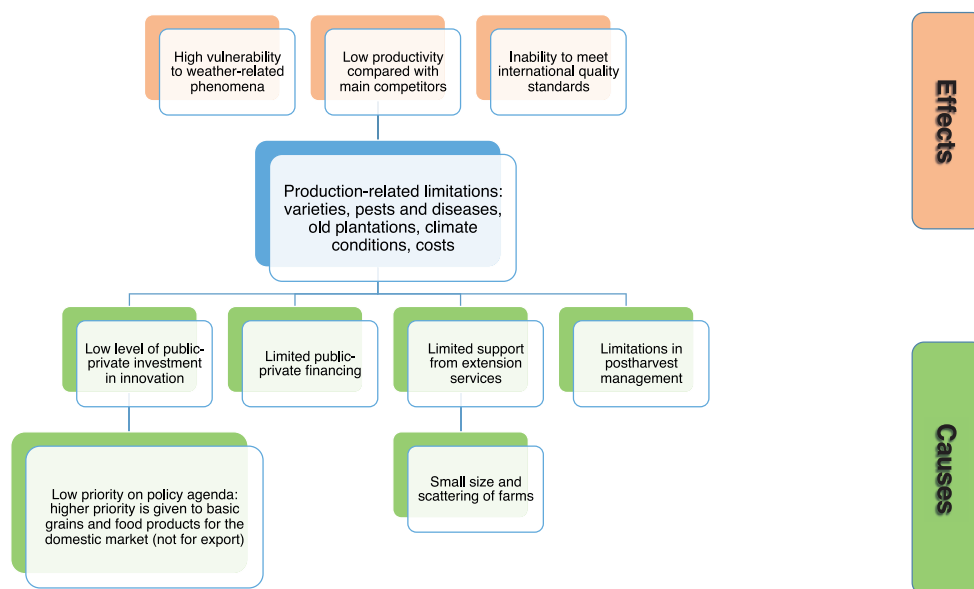 High vulnerability
to weather-related
phenomena
Low productivity
compared with
main competitors
Inability to meet
international quality
standards
Effects
Production-related limitations:
varieties, pests and diseases,
old plantations, climate
conditions, costs
Low level of public-
private investment
in innovation
Limited public-
private financing
Limited support
from extension
services
Limitations in
postharvest
management
Causes
Low priority on policy agenda:
higher priority is given to basic
grains and food products for the
domestic market (not for export)
Small size and
scattering of farms